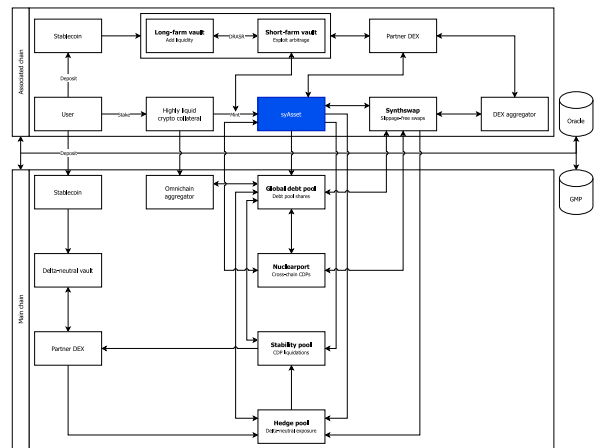 Associated chain
Stablecoin
Long-farm vault
Add liquidity
DRASR
Short-farm vault
Exploit arbitrage
Partner DEX
Deposit
User
Stake
Highly liquid
crypto collateral
Mint
syAsset
Synthswap
Slippage-free swaps
DEX aggregator
Oracle
Deposit
Main chain
Stablecoin
Omnichain
aggregator
Global debt pool
Debt pool shares
GMP
Delta-neutral vault
Nuclearport
Cross-chain CDPs
Partner DEX
Stability pool
CDP liquidations
Hedge pool
Delta-neutral exposure